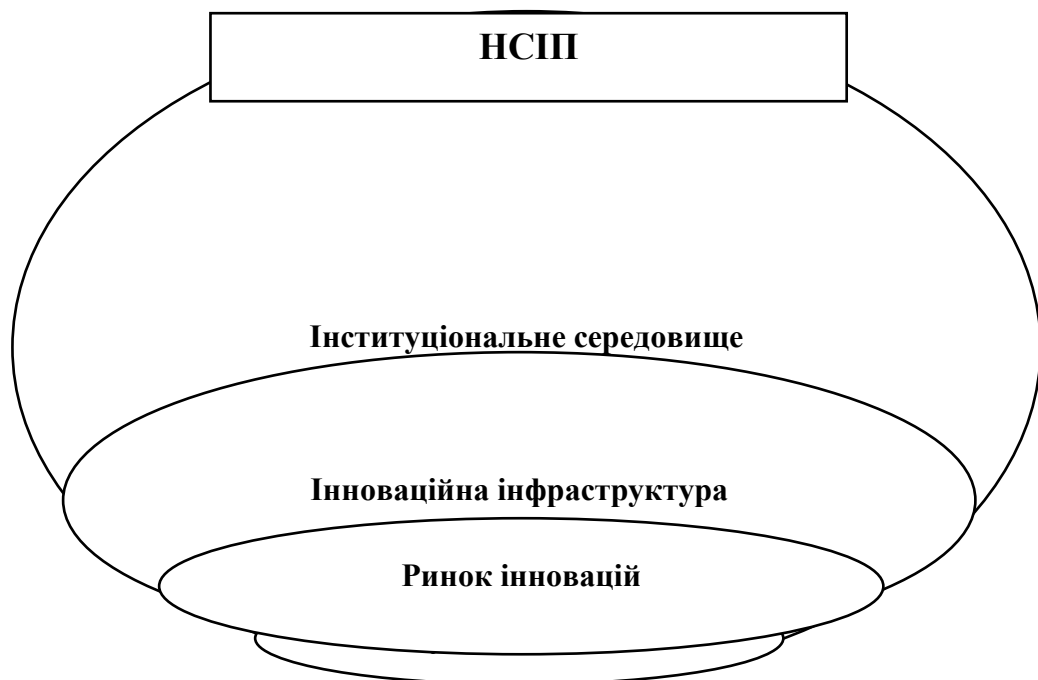 НСІП
Інституціональне середовище
Інноваційна інфраструктура
Ринок інновацій